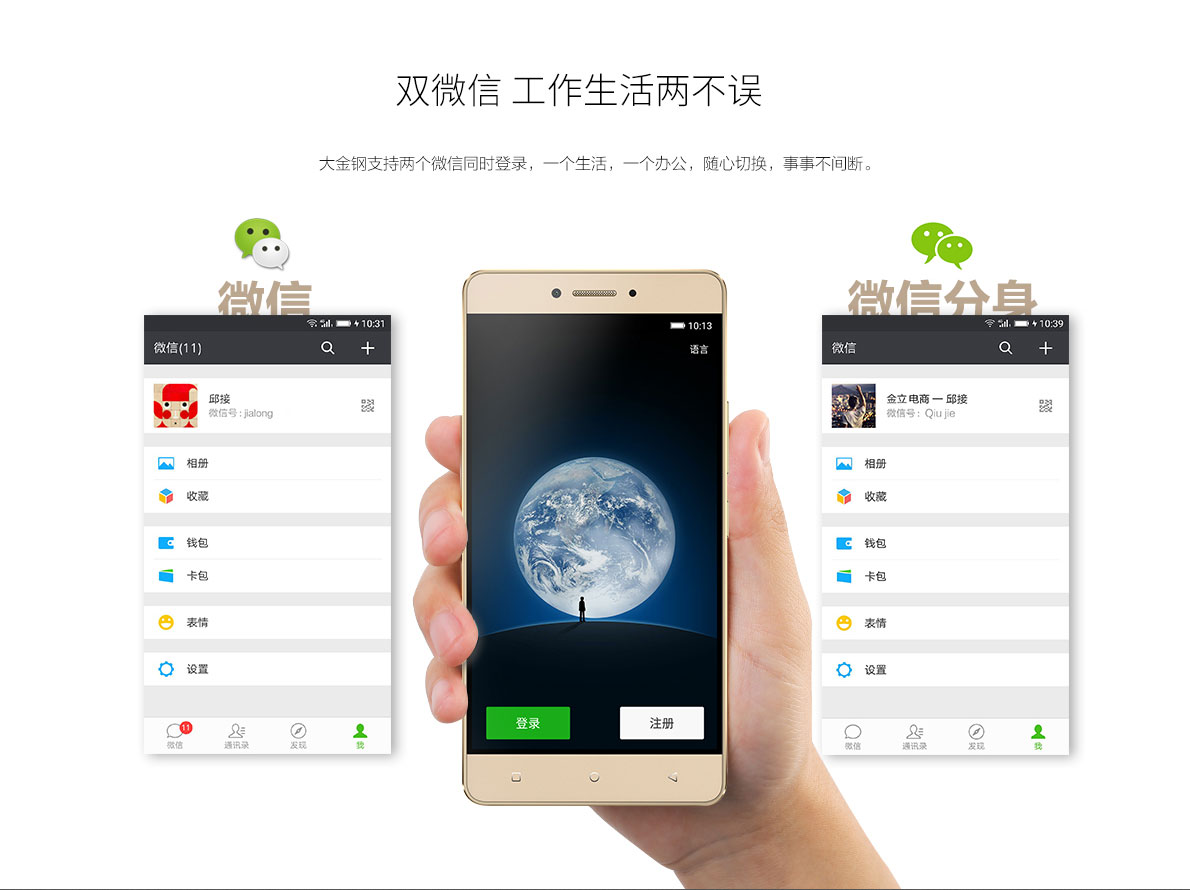 双微信 工作生活两不误
大金钢支持两个微信同时登录，一个生活，一个办公，随心切换，事事不间断。
微信
10:31
微信(11)
邱接
微信号：jialong
相册
收藏
钱包
卡包
表情
设置
11
微信 通讯录 发现 我
10:13
语言
登录 注册
微信分身
10:39
微信
金立电商 一 邱接
微信号：Qiu jie
相册
收藏
钱包
卡包
表情
设置
微信 通讯录 发现 我